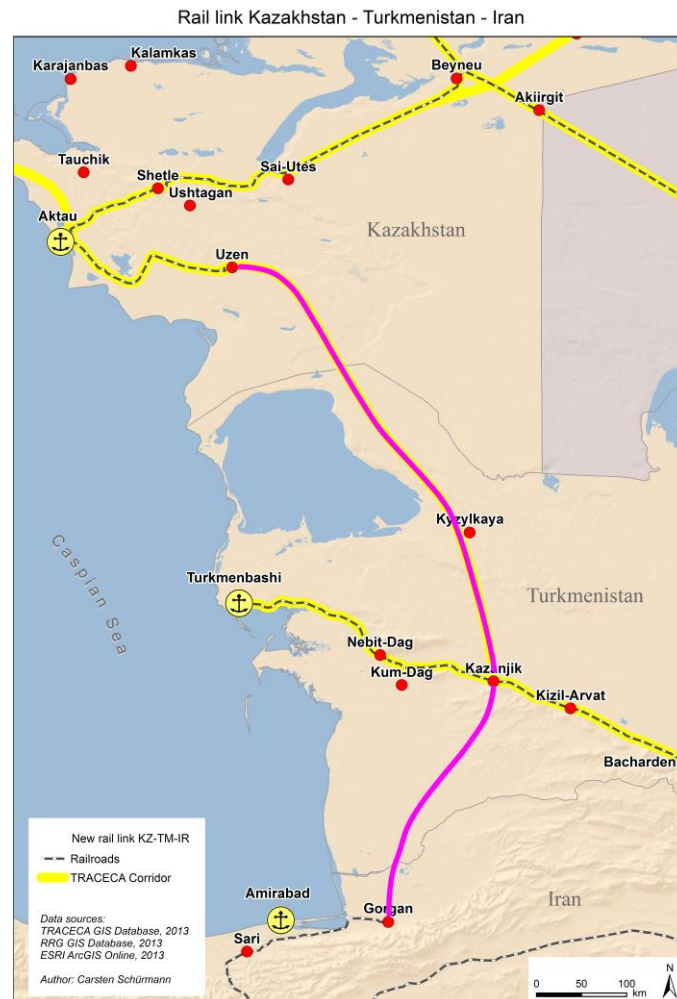 Rail link Kazakhstan - Turkmenistan - Iran
Kalamkas
Karajanbas
Beyneu
Akiirgit
Tauchik
Shetle
Sai-Utes
Ushtagan
Aktau
Kazakhstan
Uzen
Kyzylkaya
Caspian Sea
Turkmenbashi
Turkmenistan
Nebit-Dag
Kum-Dag
Kazanjik
Kizil-Arvat
Bacharden
New rail link KZ-TM-IR
Railroads
TRACECA Corridor
Amirabad
Iran
Gorgan
Sari
Data sources:
TRACECA GIS Database, 2013
RRG GIS Database, 2013
ESRI ArcGIS Online, 2013
Author: Carsten Schürmann
0 50 100
km
N